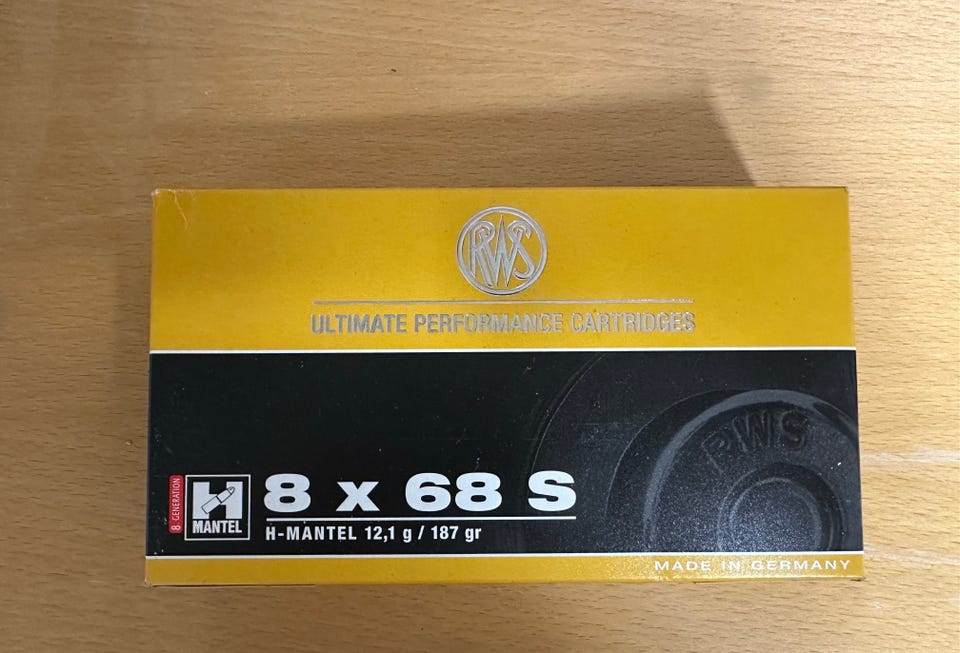 RWS
ULTIMATE PERFORMANCE CARTRIDGES
RWS
8 GENERATION
H
MANTEL
8 x 68 S
H-MANTEL 12,1 g / 187 gr
MADE IN GERMANY